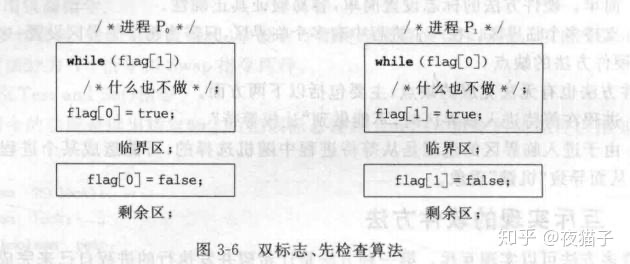 /*进程 P₀*/
while(flag[1])
/*什么也不做*/;
flag[0]=true;
临界区;
flag[0]=false;
剩余区;
/*进程 P₁*/
while(flag[0])
/*什么也不做*/;
flag[1]=true;
临界区;
flag[1]=false;
剩余区;
图 3-6 双标志、先检查算法
知乎 @夜猫子